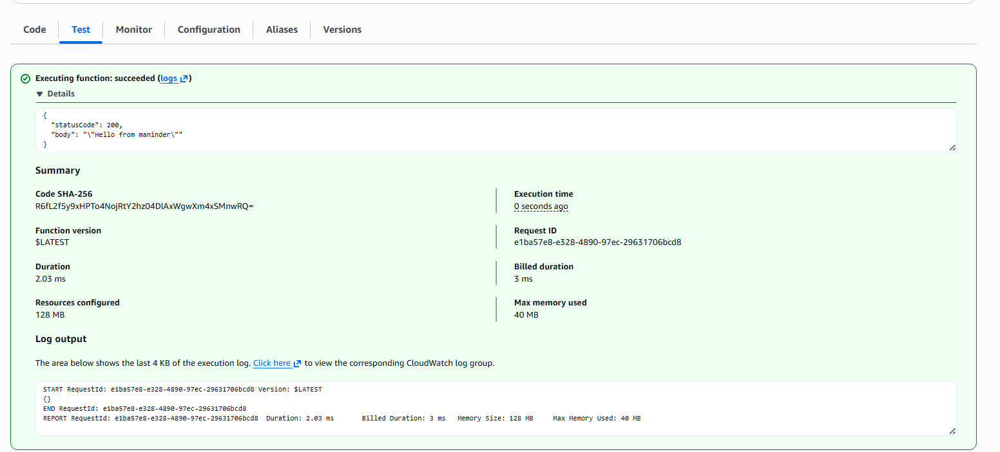 Code Test Monitor Configuration Aliases Versions
Executing function: succeeded (logs)
Details
{
  "statusCode": 200,
  "body": "\"Hello from maninder\""
}
Summary
Code SHA-256
R6fL2f5y9xHPTo4NojRtY2hz04DlAxWgwXm4xSMnwRQ=
Execution time
0 seconds ago
Function version
$LATEST
Request ID
e1ba57e8-e328-4890-97ec-29631706bcd8
Duration
2.03 ms
Billed duration
3 ms
Resources configured
128 MB
Max memory used
40 MB
Log output
The area below shows the last 4 KB of the execution log. Click here to view the corresponding CloudWatch log group.
START RequestId: e1ba57e8-e328-4890-97ec-29631706bcd8 Version: $LATEST
{}
END RequestId: e1ba57e8-e328-4890-97ec-29631706bcd8
REPORT RequestId: e1ba57e8-e328-4890-97ec-29631706bcd8 Duration: 2.03 ms Billed Duration: 3 ms Memory Size: 128 MB Max Memory Used: 40 MB